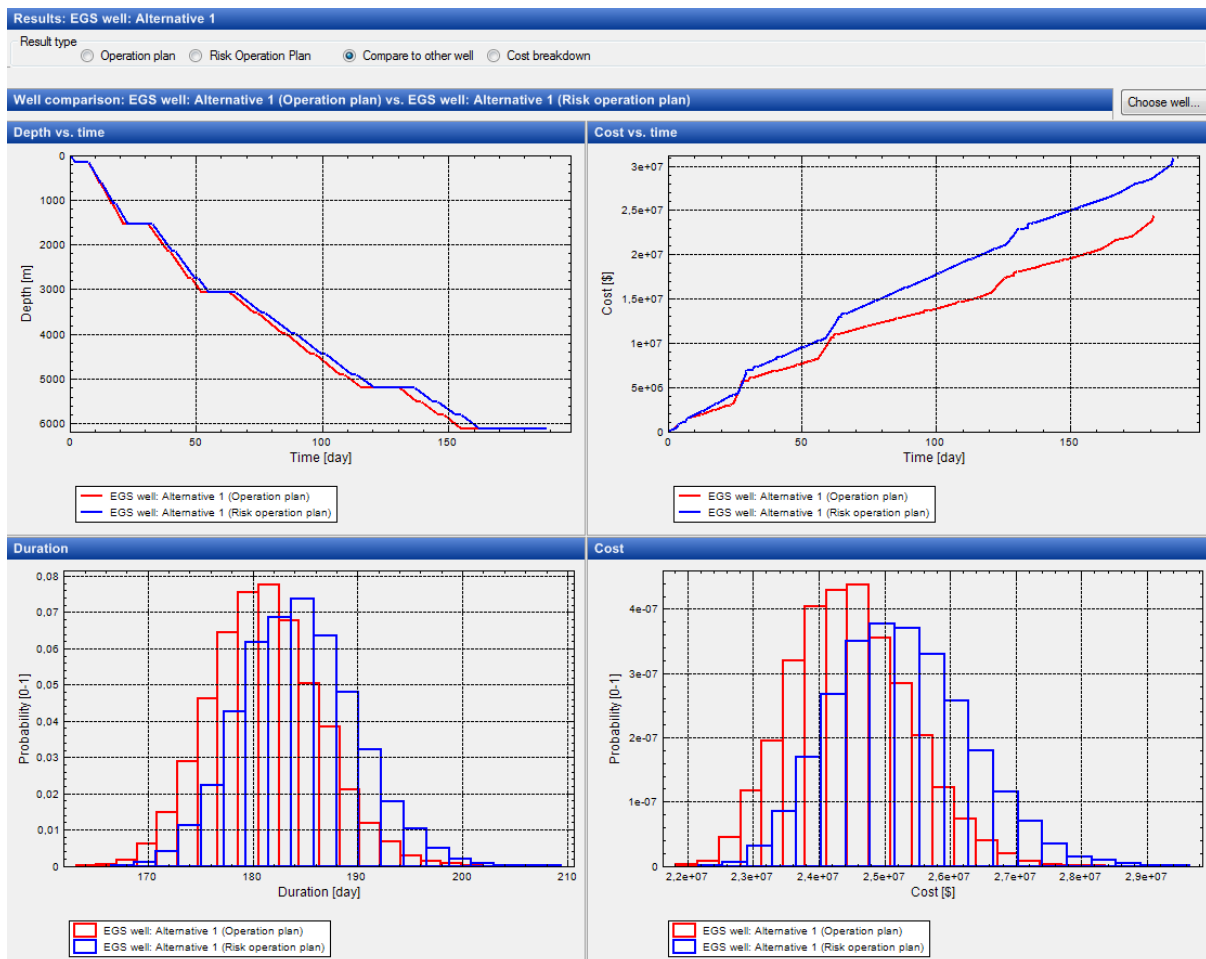 Results: EGS well: Alternative 1
Result type
Operation plan Risk Operation Plan Compare to other well Cost breakdown
Well comparison: EGS well: Alternative 1 (Operation plan) vs. EGS well: Alternative 1 (Risk operation plan)
Choose well...
Depth vs. time
0
1000
2000
3000
4000
5000
6000
Depth [m]
0 50 100 150
Time [day]
EGS well: Alternative 1 (Operation plan)
EGS well: Alternative 1 (Risk operation plan)
Cost vs. time
3e+07
2,5e+07
2e+07
1,5e+07
1e+07
5e+06
0
Cost [$]
0 50 100 150
Time [day]
EGS well: Alternative 1 (Operation plan)
EGS well: Alternative 1 (Risk operation plan)
Duration
0,08
0,07
0,06
0,05
0,04
0,03
0,02
0,01
0
Probability [0-1]
170 180 190 200 210
Duration [day]
EGS well: Alternative 1 (Operation plan)
EGS well: Alternative 1 (Risk operation plan)
Cost
4e-07
3e-07
2e-07
1e-07
0
Probability [0-1]
2,2e+07 2,3e+07 2,4e+07 2,5e+07 2,6e+07 2,7e+07 2,8e+07 2,9e+07
Cost [$]
EGS well: Alternative 1 (Operation plan)
EGS well: Alternative 1 (Risk operation plan)